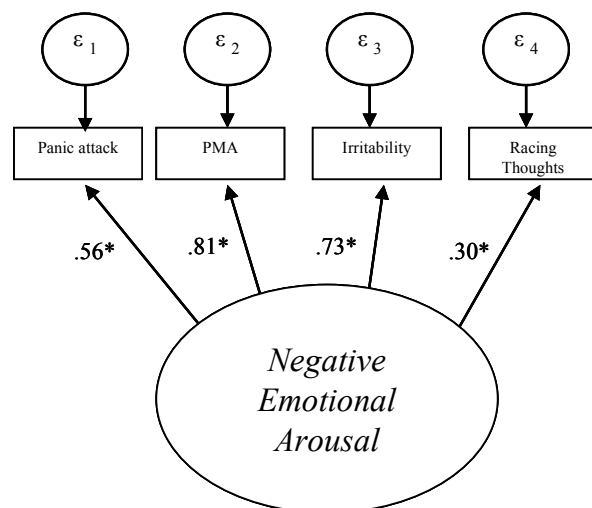 ε 1
ε 2
ε 3
ε 4
Panic attack
PMA
Irritability
Racing
Thoughts
.56*
.81*
.73*
.30*
Negative
Emotional
Arousal